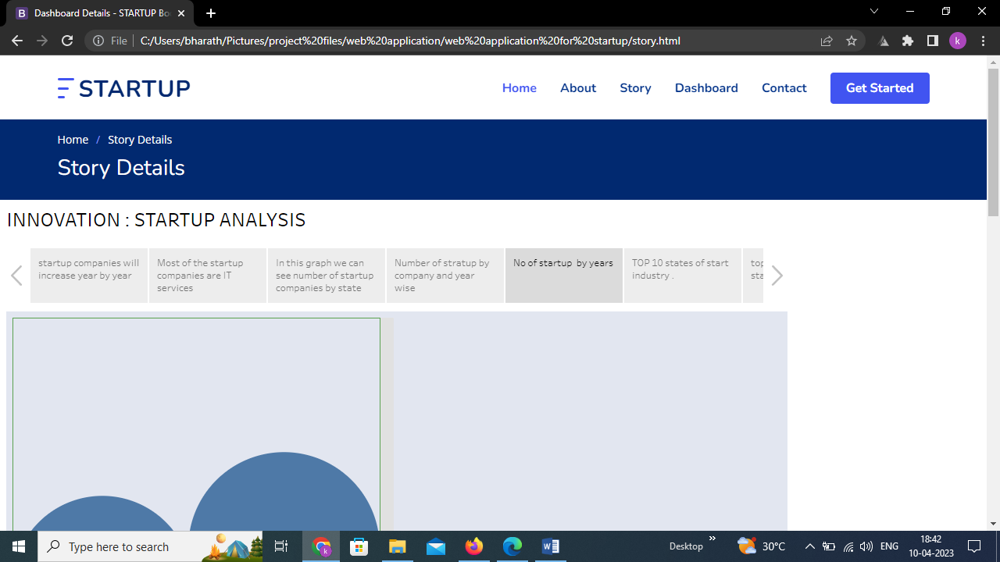 Dashboard Details - STARTUP Bo
File C:/Users/bharath/Pictures/project%20files/web%20application/web%20application%20for%20startup/story.html
k
STARTUP
Home About Story Dashboard Contact Get Started
Home / Story Details
Story Details
INNOVATION : STARTUP ANALYSIS
startup companies will
increase year by year
Most of the startup
companies are IT
services
In this graph we can
see number of startup
companies by state
Number of stratup by
company and year
wise
No of startup by years
TOP 10 states of start
industry .
top
sta
Type here to search
Desktop
30°C
ENG
18:42
10-04-2023